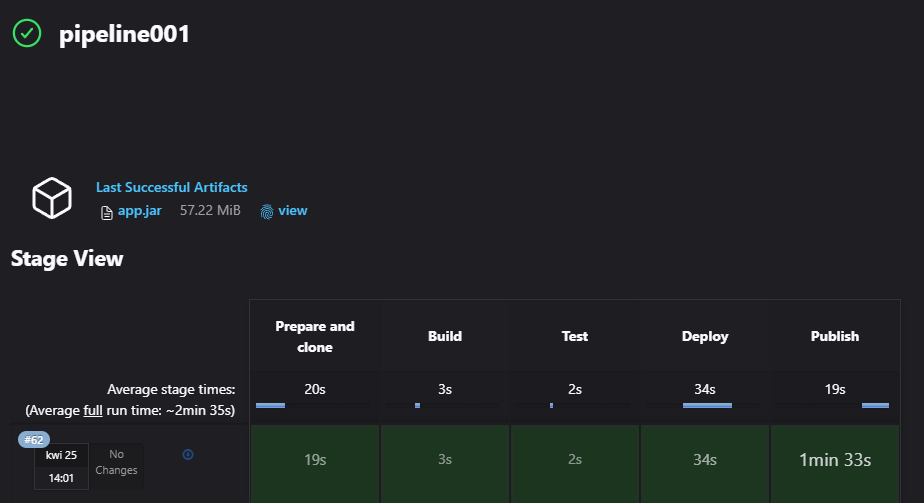 pipeline001
Last Successful Artifacts
app.jar 57.22 MiB view
Stage View
Prepare and
clone
Build
Test
Deploy
Publish
Average stage times:
(Average full run time: ~2min 35s)
20s
3s
2s
34s
19s
#62
kwi 25
14:01
No
Changes
19s
3s
2s
34s
1min 33s